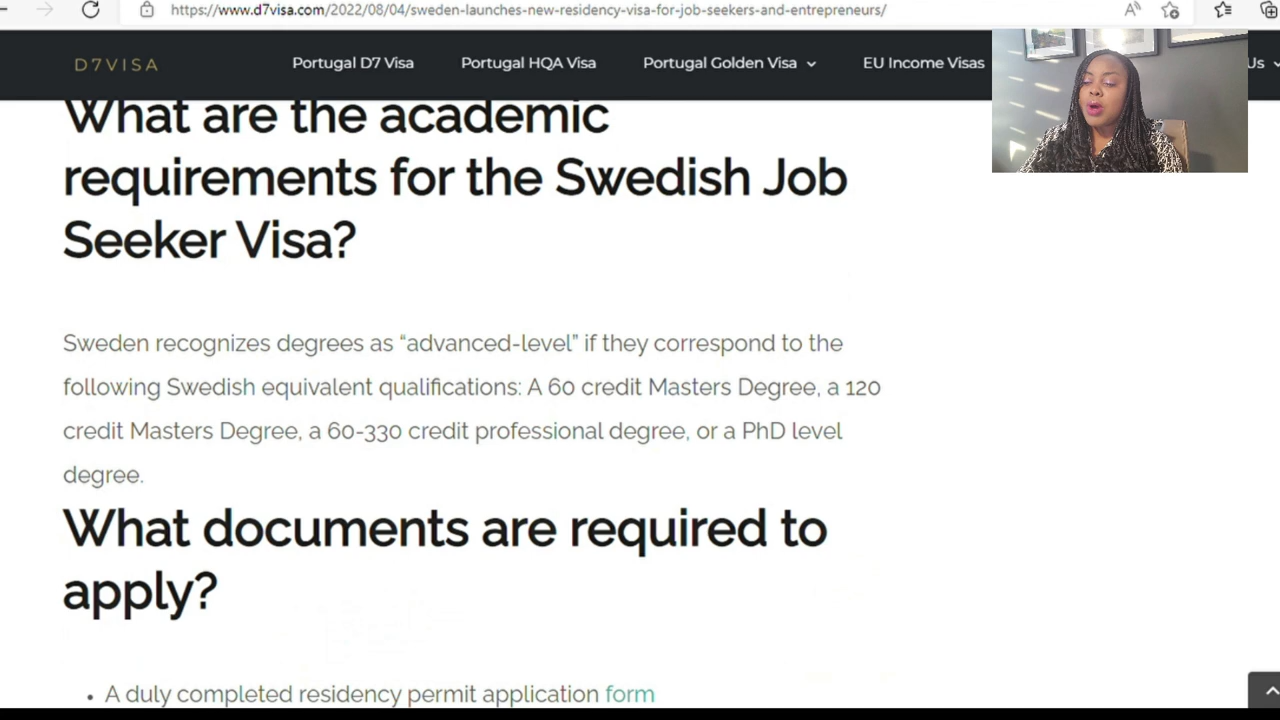 https://www.d7visa.com/2022/08/04/sweden-launches-new-residency-visa-for-job-seekers-and-entrepreneurs/
D7VISA
Portugal D7 Visa
Portugal HQA Visa
Portugal Golden Visa
EU Income Visas
Us
What are the academic
requirements for the Swedish Job
Seeker Visa?
Sweden recognizes degrees as “advanced-level” if they correspond to the
following Swedish equivalent qualifications: A 60 credit Masters Degree, a 120
credit Masters Degree, a 60-330 credit professional degree, or a PhD level
degree.
What documents are required to
apply?
• A duly completed residency permit application form